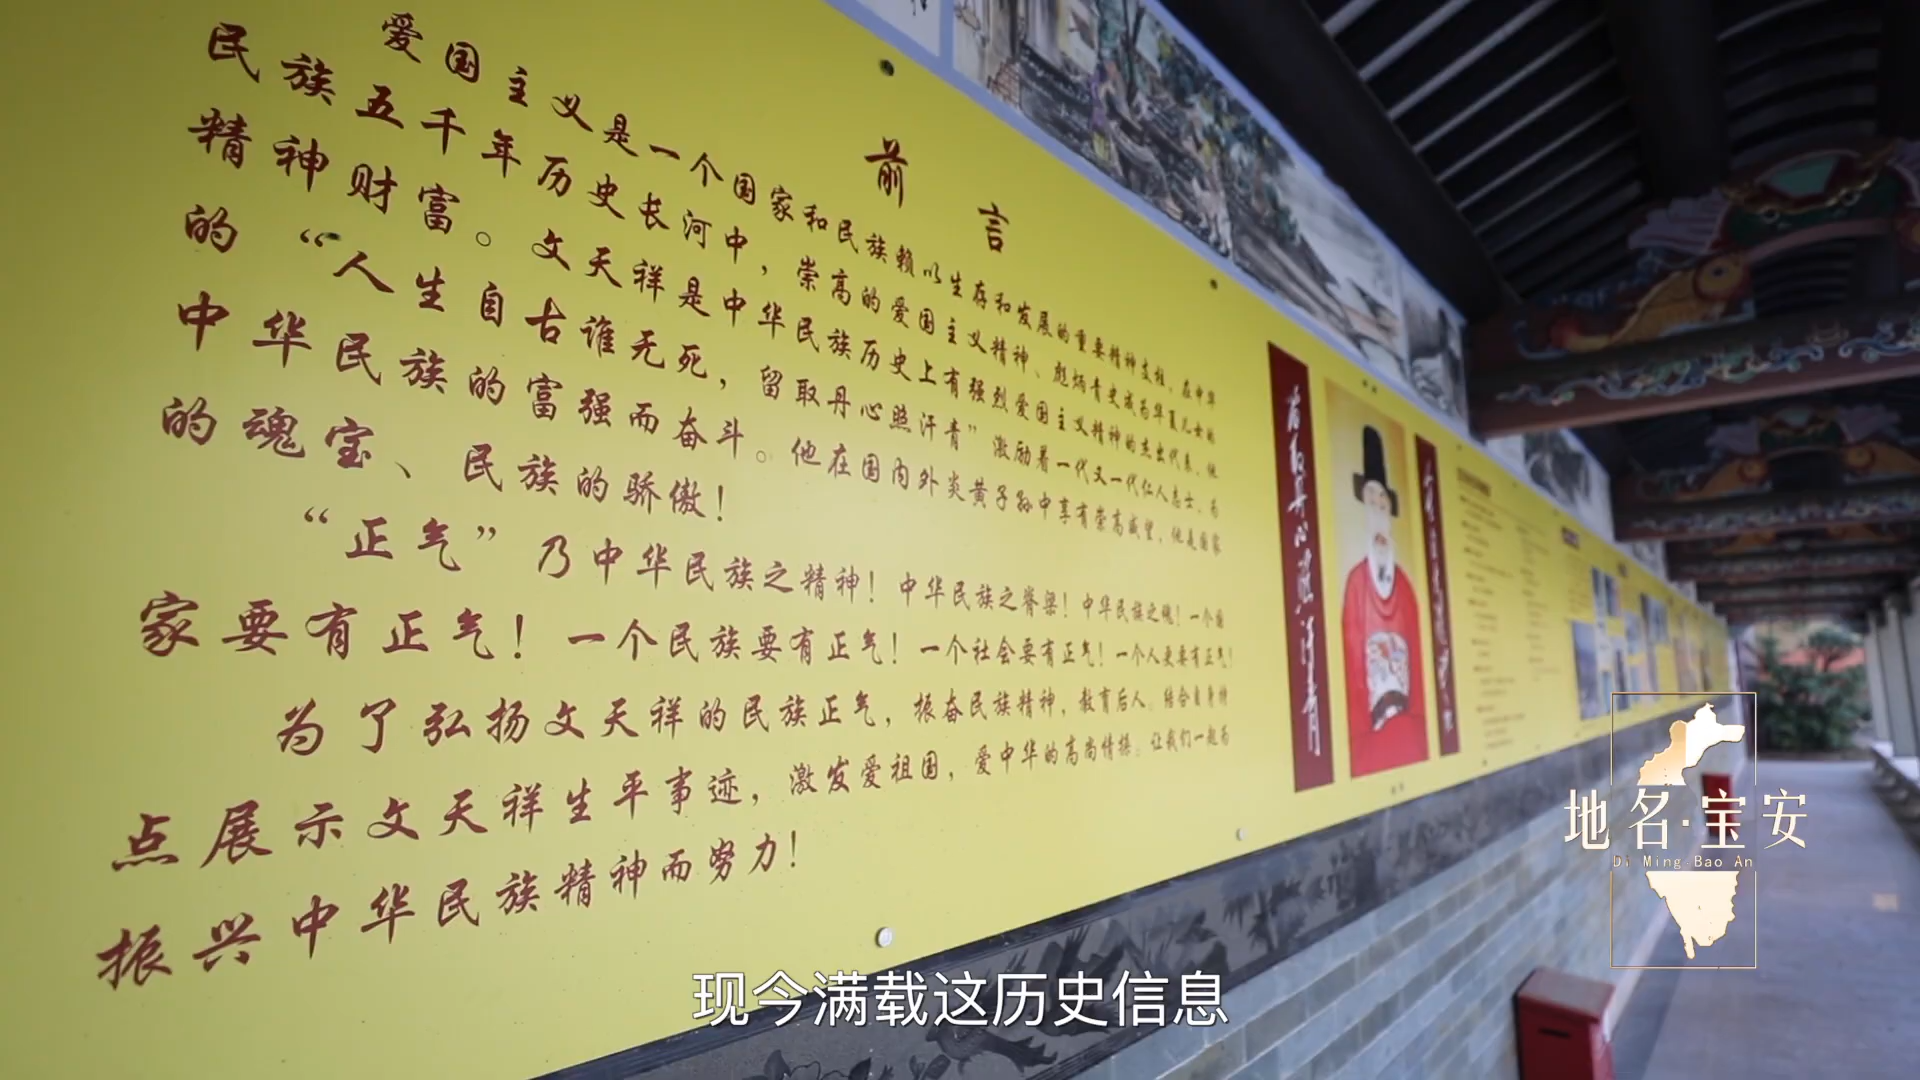 前言
爱国主义是一个国家和民族赖以生存和发展的重要精神支柱，在中华
民族五千年历史长河中，崇高的爱国主义精神、彪炳青史成为华夏儿女的
精神财富。文天祥是中华民族历史上有强烈爱国主义精神的杰出代表，他
的“人生自古谁无死，留取丹心照汗青”激励着一代又一代仁人志士，为
中华民族的富强而奋斗。他在国内外炎黄子孙中享有崇高威望，他是国家
的魂宝、民族的骄傲！
“正气”乃中华民族之精神！中华民族之脊梁！中华民族之魂！一个国
家要有正气！一个民族要有正气！一个社会要有正气！一个人更要有正气！
为了弘扬文天祥的民族正气，振奋民族精神，教育后人。结合自身特
点展示文天祥生平事迹，激发爱祖国，爱中华的高尚情操。让我们一起为
振兴中华民族精神而努力！
留取丹心照汗青
地名·宝安
Di Ming·Bao An
现今满载这历史信息